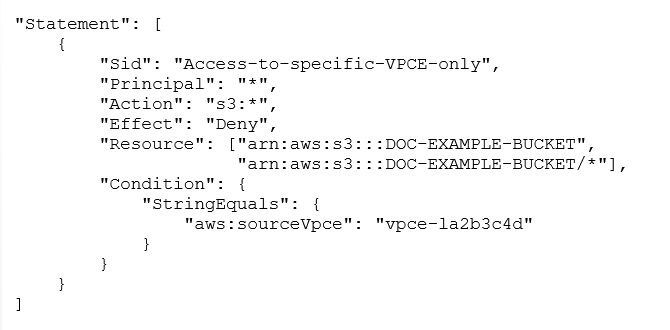 "Statement": [
    {
        "Sid": "Access-to-specific-VPCE-only",
        "Principal": "*",
        "Action": "s3:*",
        "Effect": "Deny",
        "Resource": ["arn:aws:s3:::DOC-EXAMPLE-BUCKET",
                     "arn:aws:s3:::DOC-EXAMPLE-BUCKET/*"],
        "Condition": {
            "StringEquals": {
                "aws:sourceVpce": "vpce-1a2b3c4d"
            }
        }
    }
]